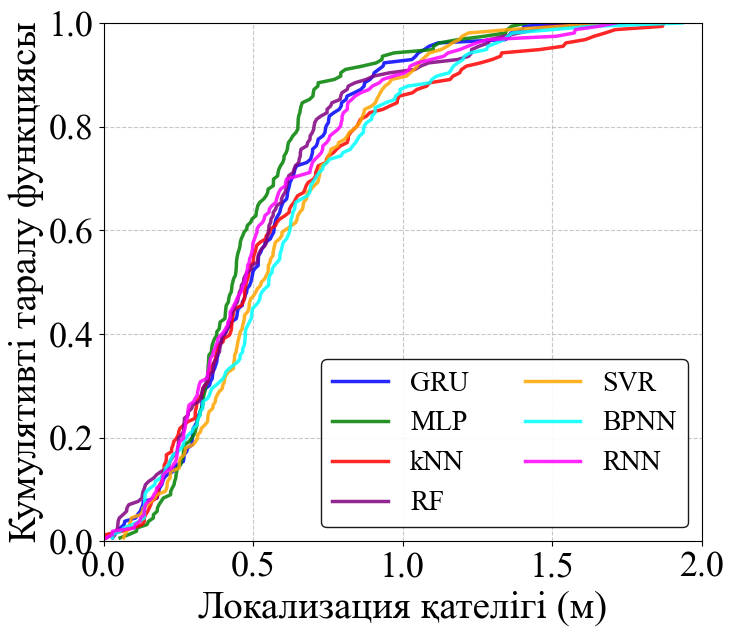 Кумулятивті таралу функциясы
1.0
0.8
0.6
0.4
0.2
0.0
GRU
MLP
kNN
RF
SVR
BPNN
RNN
0.0 0.5 1.0 1.5 2.0
Локализация қателігі (м)